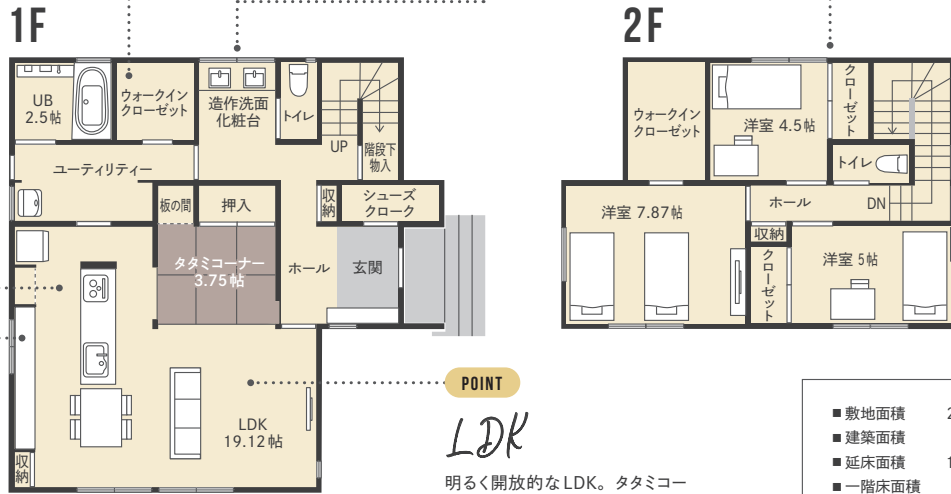 1F
UB
2.5帖
ウォークイン
クローゼット
造作洗面
化粧台
トイレ
UP
階段下
物入
ユーティリティー
板の間
押入
収納
シューズ
クローク
タタミコーナー
3.75帖
ホール
玄関
LDK
19.12帖
収納
2F
ウォークイン
クローゼット
洋室 4.5帖
クローゼット
トイレ
洋室 7.87帖
ホール
DN
収納
クローゼット
洋室 5帖
POINT
LDK
明るく開放的なLDK。タタミコー
■敷地面積 2
■建築面積
■延床面積 1
■一階床面積